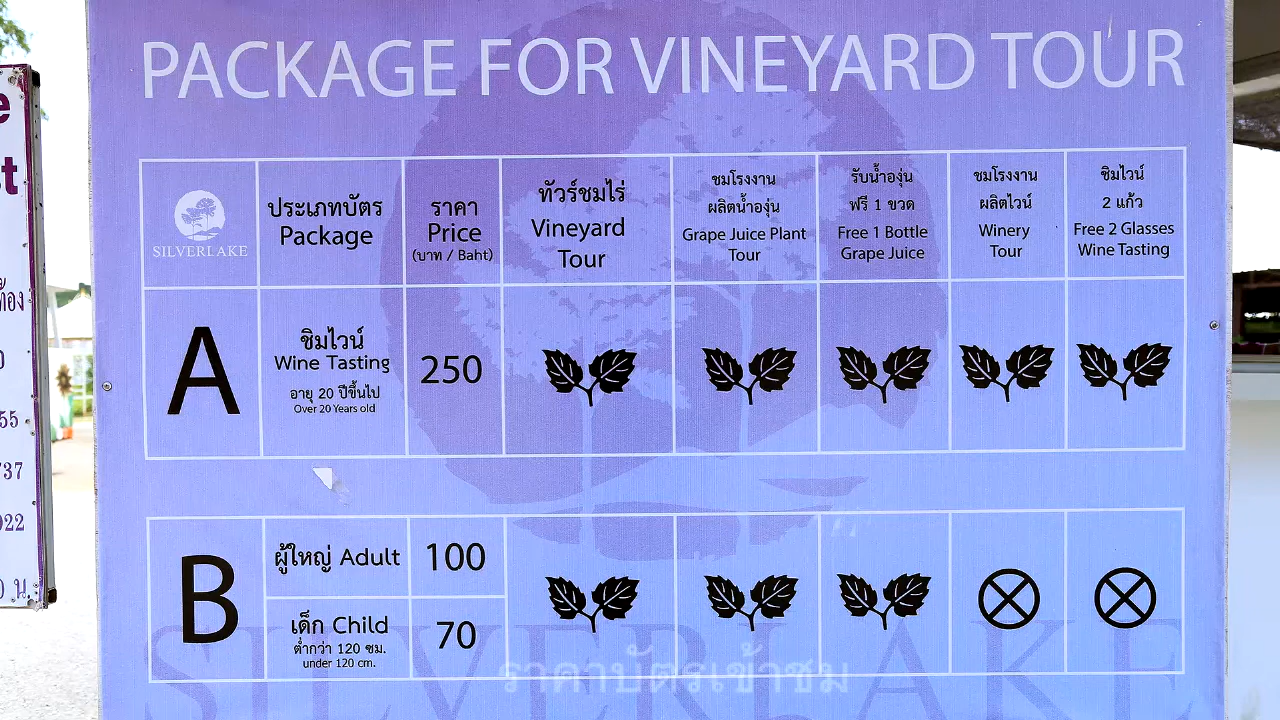 PACKAGE FOR VINEYARD TOUR
SILVERLAKE
ประเภทบัตร
Package
ราคา
Price
(บาท / Baht)
ทัวร์ชมไร่
Vineyard
Tour
ชมโรงงาน
ผลิตน้ำองุ่น
Grape Juice Plant
Tour
รับน้ำองุ่น
ฟรี 1 ขวด
Free 1 Bottle
Grape Juice
ชมโรงงาน
ผลิตไวน์
Winery
Tour
ชิมไวน์
2 แก้ว
Free 2 Glasses
Wine Tasting
A
ชิมไวน์
Wine Tasting
อายุ 20 ปีขึ้นไป
Over 20 Years old
250
B
ผู้ใหญ่ Adult
100
เด็ก Child
ต่ำกว่า 120 ซม.
under 120 cm.
70
SILVERLAKE
ราคาบัตรเข้าชม